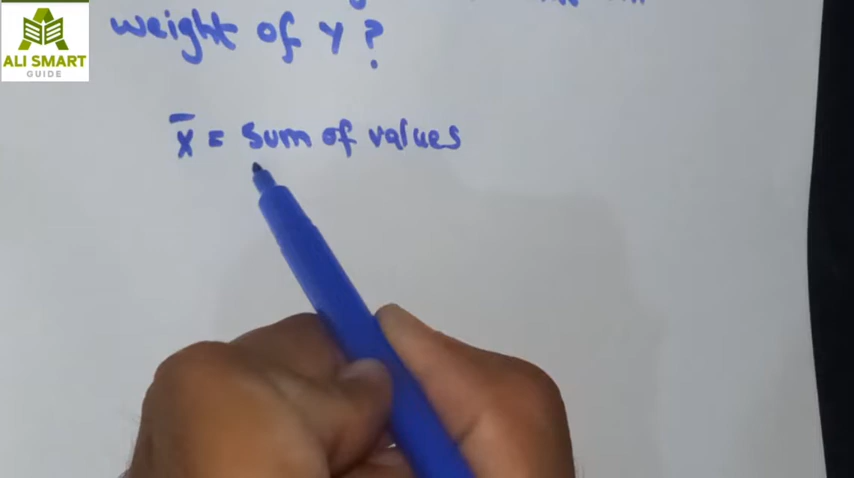 ALI SMART
GUIDE
weight of y ?
x̄ = sum of values